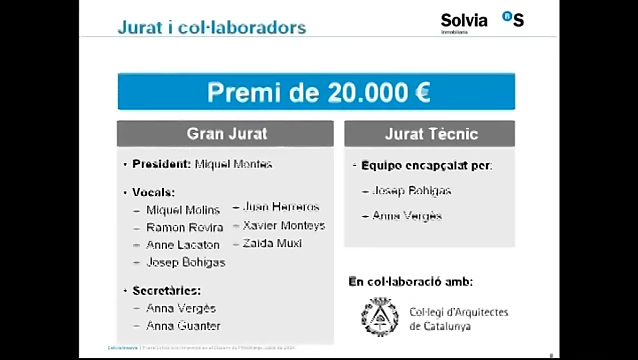 Jurat i col·laboradors
Solvia
Inmobiliaria
B S
Premi de 20.000 €
Gran Jurat
Jurat Tècnic
• President: Miquel Montes
• Vocals:
– Miquel Molins
– Ramon Rovira
– Anne Lacaton
– Josep Bohigas
– Juan Herreros
– Xavier Monteys
– Zaida Muxí
• Secretàries:
– Anna Vergés
– Anna Guanter
• Equipo encapçalat per:
– Josep Bohigas
– Anna Vergés
En col·laboració amb:
Col·legi d'Arquitectes
de Catalunya